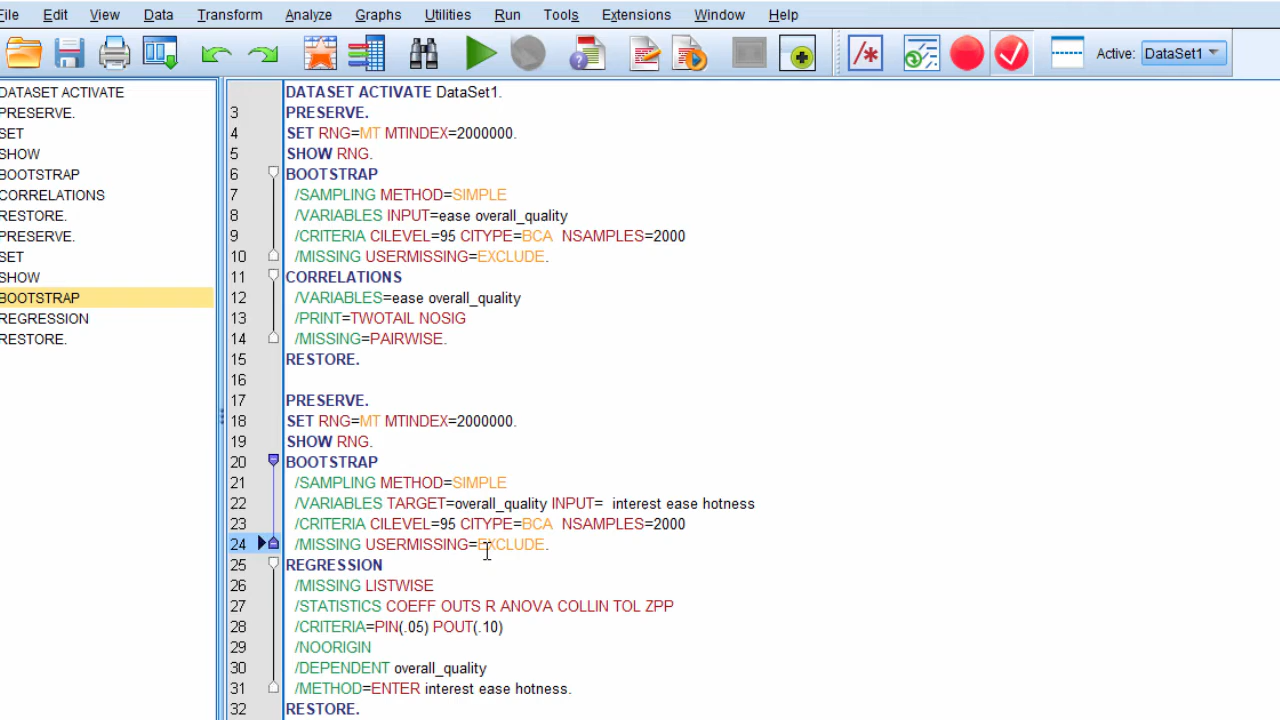 File Edit View Data Transform Analyze Graphs Utilities Run Tools Extensions Window Help
Active: DataSet1
DATASET ACTIVATE
PRESERVE.
SET
SHOW
BOOTSTRAP
CORRELATIONS
RESTORE.
PRESERVE.
SET
SHOW
BOOTSTRAP
REGRESSION
RESTORE.
DATASET ACTIVATE DataSet1.
3 PRESERVE.
4 SET RNG=MT MTINDEX=2000000.
5 SHOW RNG.
6 BOOTSTRAP
7 /SAMPLING METHOD=SIMPLE
8 /VARIABLES INPUT=ease overall_quality
9 /CRITERIA CILEVEL=95 CITYPE=BCA  NSAMPLES=2000
10 /MISSING USERMISSING=EXCLUDE.
11 CORRELATIONS
12 /VARIABLES=ease overall_quality
13 /PRINT=TWOTAIL NOSIG
14 /MISSING=PAIRWISE.
15 RESTORE.
16
17 PRESERVE.
18 SET RNG=MT MTINDEX=2000000.
19 SHOW RNG.
20 BOOTSTRAP
21 /SAMPLING METHOD=SIMPLE
22 /VARIABLES TARGET=overall_quality INPUT=  interest ease hotness
23 /CRITERIA CILEVEL=95 CITYPE=BCA  NSAMPLES=2000
24 /MISSING USERMISSING=EXCLUDE.
25 REGRESSION
26 /MISSING LISTWISE
27 /STATISTICS COEFF OUTS R ANOVA COLLIN TOL ZPP
28 /CRITERIA=PIN(.05) POUT(.10)
29 /NOORIGIN
30 /DEPENDENT overall_quality
31 /METHOD=ENTER interest ease hotness.
32 RESTORE.